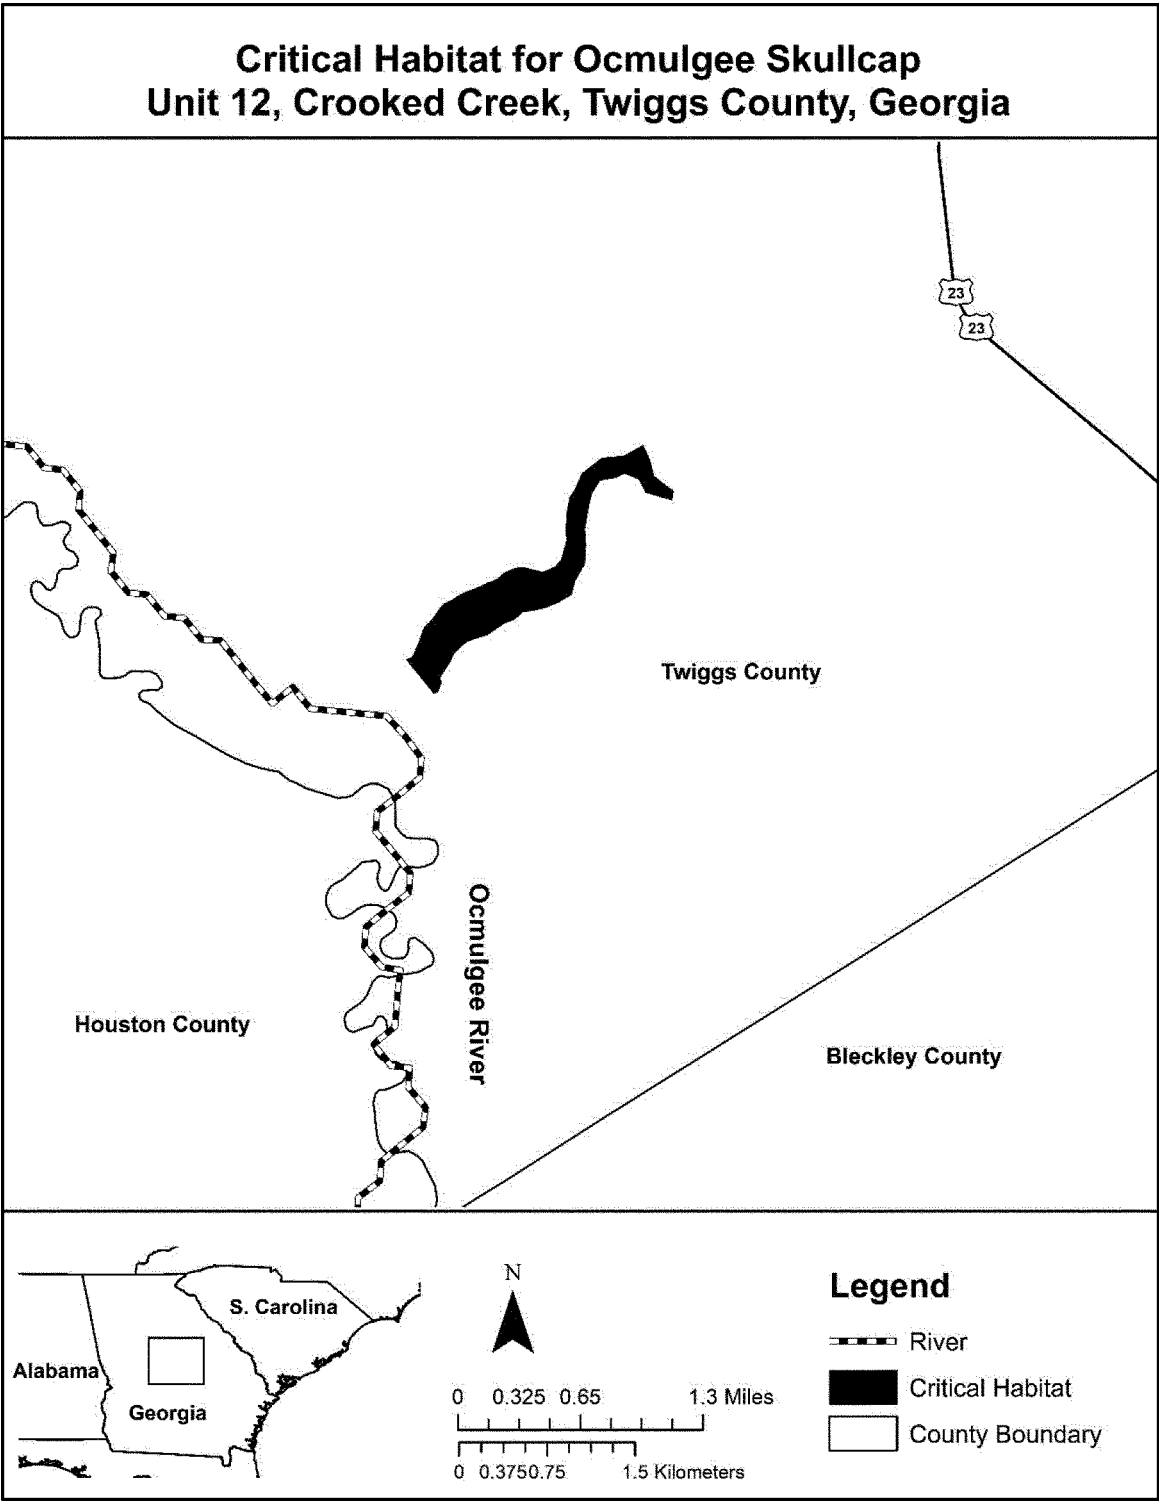 Critical Habitat for Ocmulgee Skullcap
Unit 12, Crooked Creek, Twiggs County, Georgia
23
23
Twiggs County
Ocmulgee River
Houston County
Bleckley County
S. Carolina
Alabama
Georgia
N
0 0.325 0.65 1.3 Miles
0 0.3750.75 1.5 Kilometers
Legend
River
Critical Habitat
County Boundary